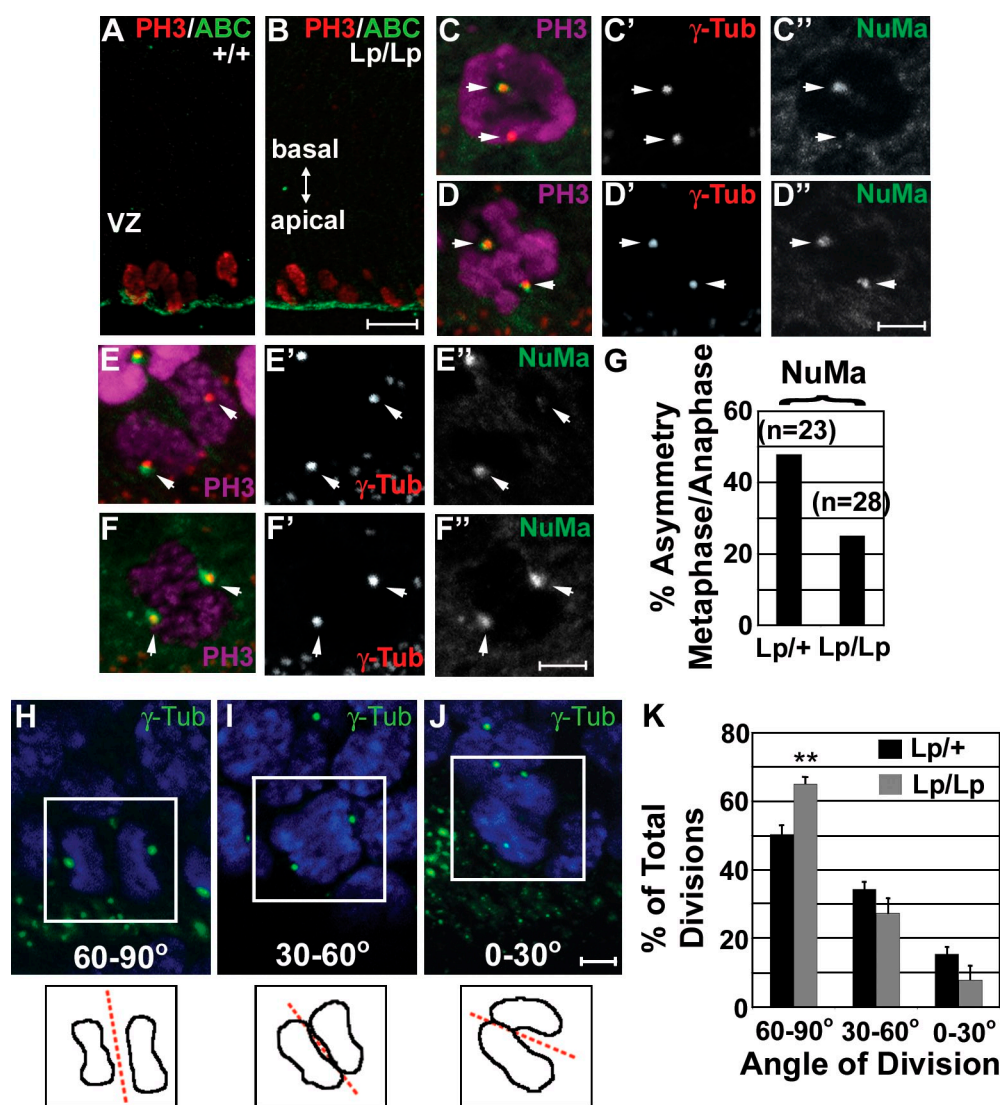 A PH3/ABC
+/+
VZ
B PH3/ABC
Lp/Lp
basal
apical
C PH3
C' γ-Tub
C" NuMa
D PH3
D' γ-Tub
D" NuMa
E PH3
E' γ-Tub
E" NuMa
F PH3
F' γ-Tub
F" NuMa
G
NuMa
% Asymmetry
Metaphase/Anaphase
60
40
20
0
(n=23)
(n=28)
Lp/+ Lp/Lp
H γ-Tub
60-90°
I γ-Tub
30-60°
J γ-Tub
0-30°
K
% of Total
Divisions
80
60
40
20
0
**
Lp/+
Lp/Lp
60-90° 30-60° 0-30°
Angle of Division